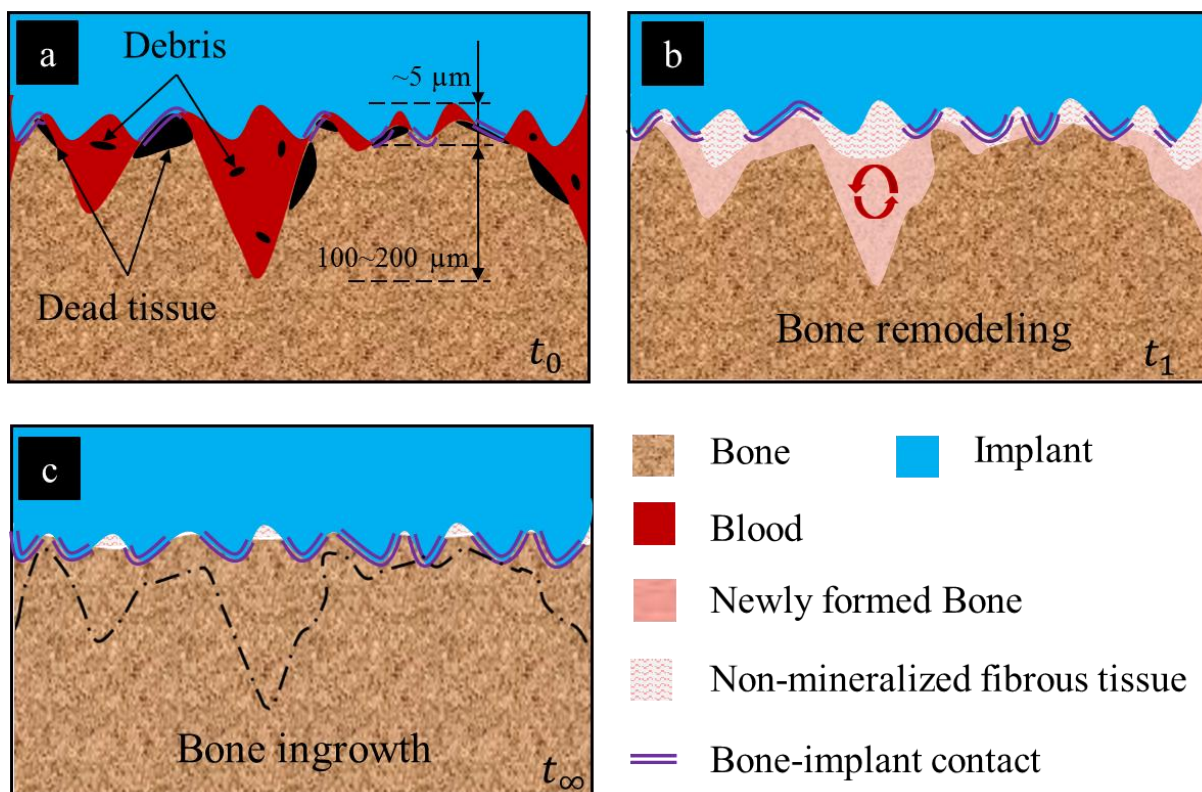 a
Debris
~5 µm
100~200 µm
Dead tissue
t₀
b
Bone remodeling
t₁
c
Bone ingrowth
t∞
Bone
Implant
Blood
Newly formed Bone
Non-mineralized fibrous tissue
Bone-implant contact